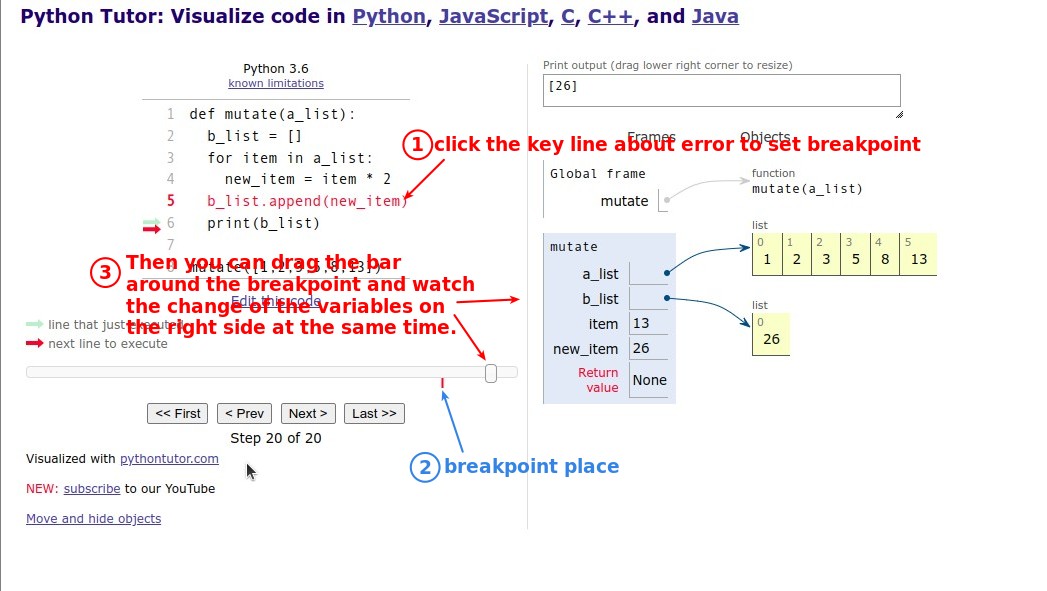 Python Tutor: Visualize code in Python, JavaScript, C, C++, and Java
Python 3.6
known limitations
1 def mutate(a_list):
2 b_list = []
3 for item in a_list:
4 new_item = item * 2
5 b_list.append(new_item)
6 print(b_list)
7
mutate([1,2,3,5,8,13])
Edit this code
line that just executed
next line to execute
① click the key line about error to set breakpoint
③ Then you can drag the bar
around the breakpoint and watch
the change of the variables on
the right side at the same time.
<< First
< Prev
Next >
Last >>
Step 20 of 20
② breakpoint place
Visualized with pythontutor.com
NEW: subscribe to our YouTube
Move and hide objects
Print output (drag lower right corner to resize)
[26]
Frames
Objects
Global frame
mutate
function
mutate(a_list)
mutate
a_list
b_list
item 13
new_item 26
Return
value None
list
0 1 2 3 4 5
1 2 3 5 8 13
list
0
26